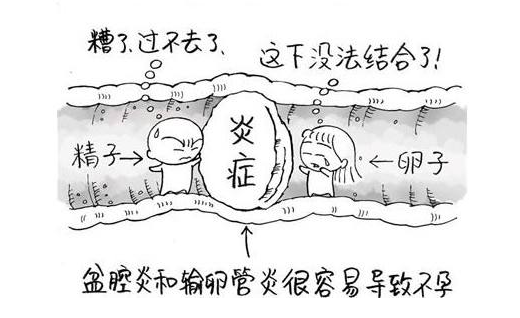 糟了,过不去了、
这下没法结合了!
炎症
精子
卵子
盆腔炎和输卵管炎很容易导致不孕